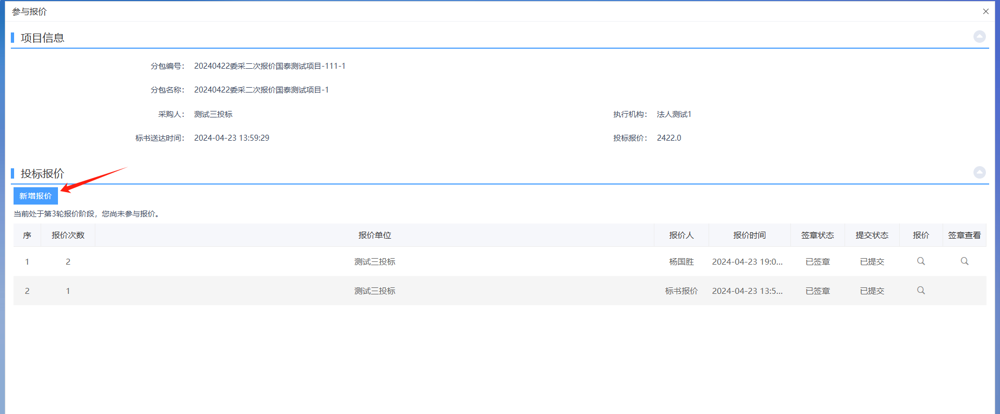 参与报价
项目信息
分包编号： 20240422委采二次报价国泰测试项目-111-1
分包名称： 20240422委采二次报价国泰测试项目-1
采购人： 测试三投标 执行机构： 法人测试1
标书送达时间： 2024-04-23 13:59:29 投标报价： 2422.0
投标报价
新增报价
当前处于第3轮报价阶段，您尚未参与报价。
序 报价次数 报价单位 报价人 报价时间 签章状态 提交状态 报价 签章查看
1 2 测试三投标 杨国胜 2024-04-23 19:0... 已签章 已提交
2 1 测试三投标 标书报价 2024-04-23 13:5... 已签章 已提交